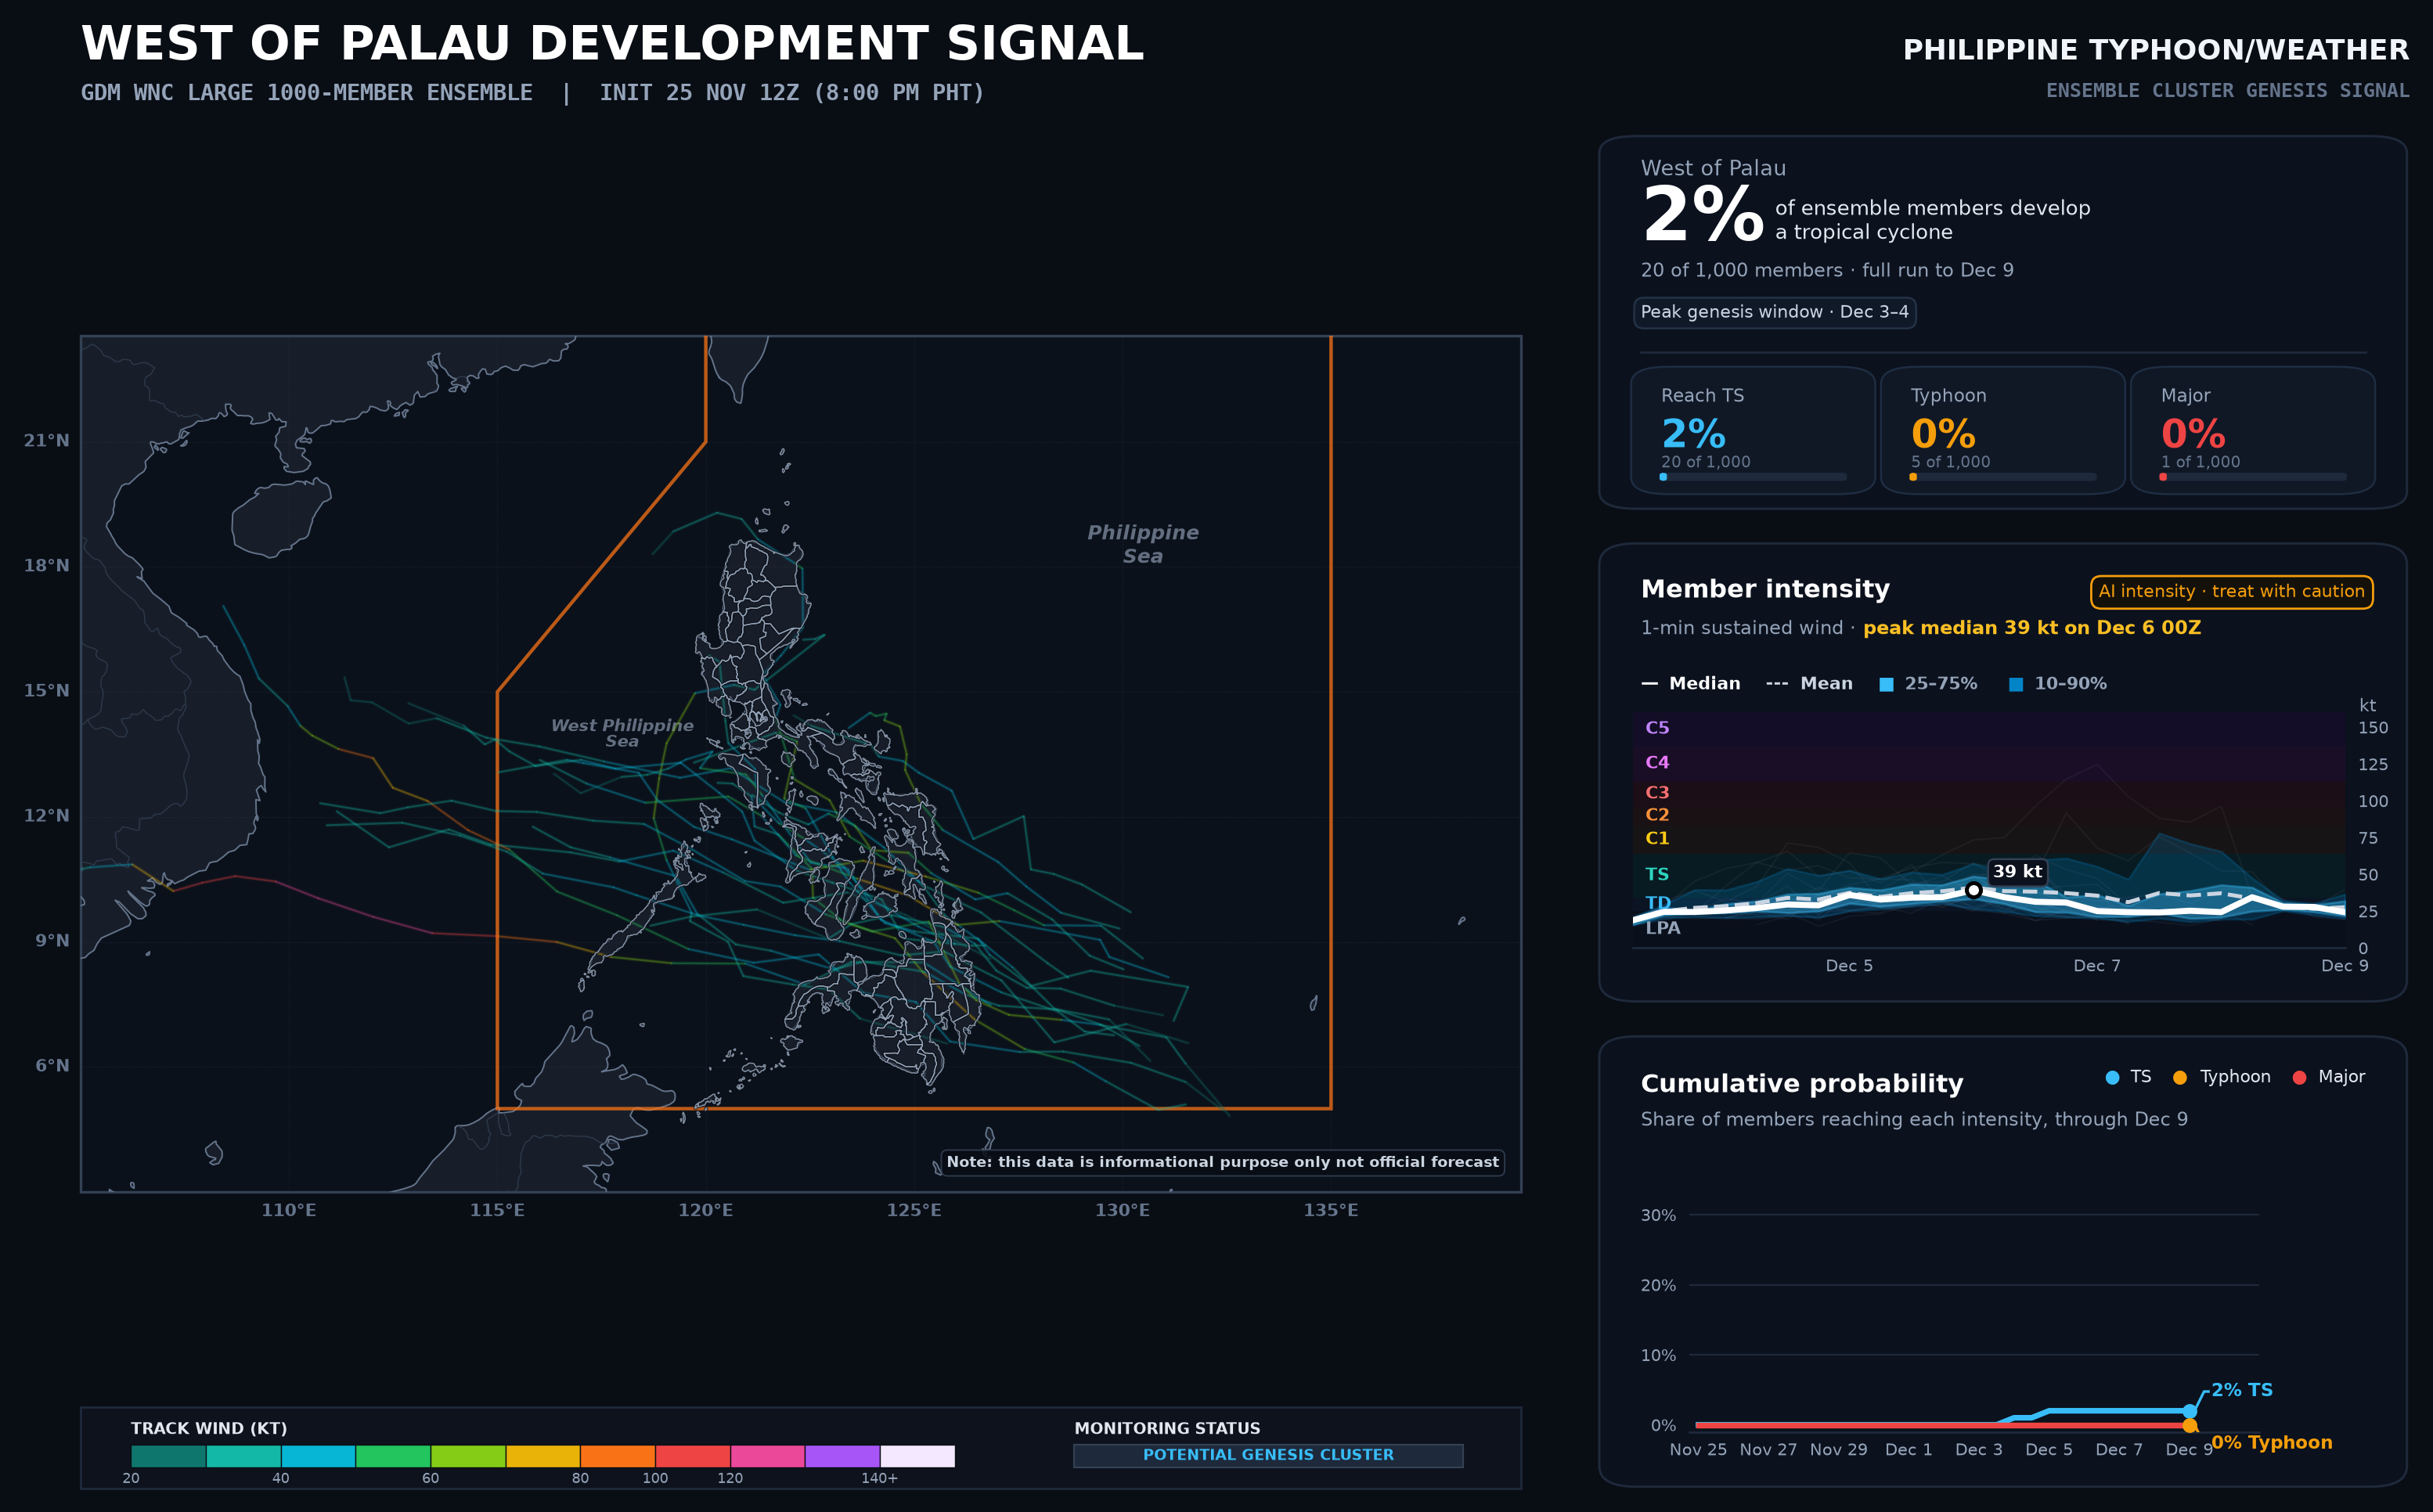 WEST OF PALAU DEVELOPMENT SIGNAL
GDM WNC LARGE 1000-MEMBER ENSEMBLE | INIT 25 NOV 12Z (8:00 PM PHT)
PHILIPPINE TYPHOON/WEATHER
ENSEMBLE CLUSTER GENESIS SIGNAL
21°N
18°N
15°N
12°N
9°N
6°N
110°E
115°E
120°E
125°E
130°E
135°E
Philippine
Sea
West Philippine
Sea
Note: this data is informational purpose only not official forecast
TRACK WIND (KT)
20
40
60
80
100
120
140+
MONITORING STATUS
POTENTIAL GENESIS CLUSTER
West of Palau
2% of ensemble members develop
a tropical cyclone
20 of 1,000 members · full run to Dec 9
Peak genesis window · Dec 3–4
Reach TS
2%
20 of 1,000
Typhoon
0%
5 of 1,000
Major
0%
1 of 1,000
Member intensity
AI intensity · treat with caution
1-min sustained wind · peak median 39 kt on Dec 6 00Z
Median
Mean
25–75%
10–90%
kt
C5
C4
C3
C2
C1
TS
TD
LPA
150
125
100
75
50
25
0
39 kt
Dec 5
Dec 7
Dec 9
Cumulative probability
TS
Typhoon
Major
Share of members reaching each intensity, through Dec 9
30%
20%
10%
0%
2% TS
0% Typhoon
Nov 25
Nov 27
Nov 29
Dec 1
Dec 3
Dec 5
Dec 7
Dec 9